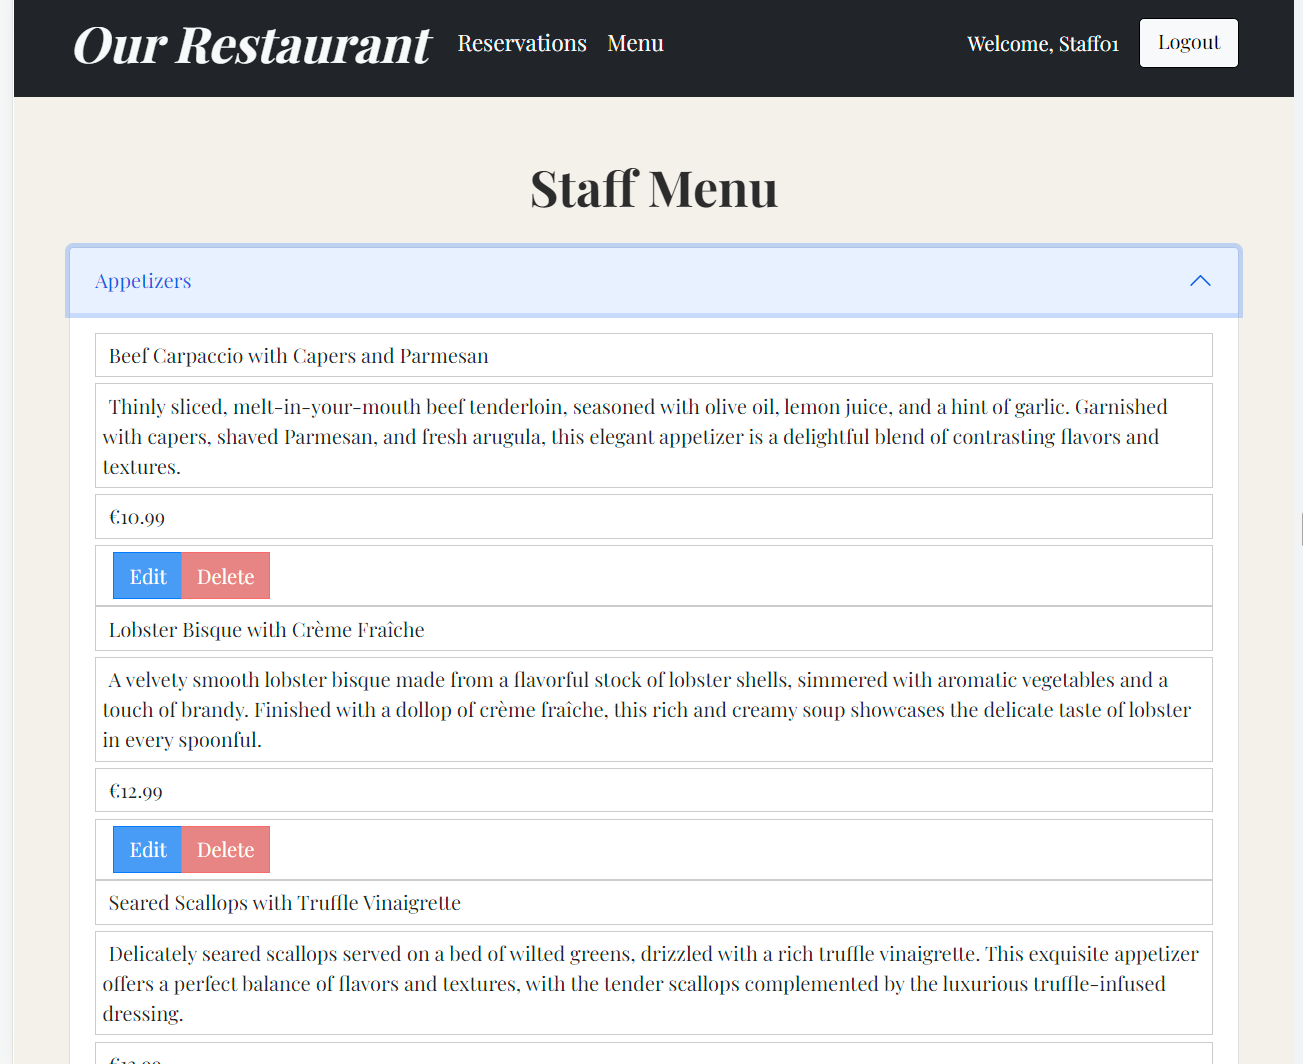 Our Restaurant Reservations Menu Welcome, Staff01 Logout
Staff Menu
Appetizers
Beef Carpaccio with Capers and Parmesan
Thinly sliced, melt-in-your-mouth beef tenderloin, seasoned with olive oil, lemon juice, and a hint of garlic. Garnished
with capers, shaved Parmesan, and fresh arugula, this elegant appetizer is a delightful blend of contrasting flavors and
textures.
€10.99
Edit Delete
Lobster Bisque with Crème Fraîche
A velvety smooth lobster bisque made from a flavorful stock of lobster shells, simmered with aromatic vegetables and a
touch of brandy. Finished with a dollop of crème fraîche, this rich and creamy soup showcases the delicate taste of lobster
in every spoonful.
€12.99
Edit Delete
Seared Scallops with Truffle Vinaigrette
Delicately seared scallops served on a bed of wilted greens, drizzled with a rich truffle vinaigrette. This exquisite appetizer
offers a perfect balance of flavors and textures, with the tender scallops complemented by the luxurious truffle-infused
dressing.